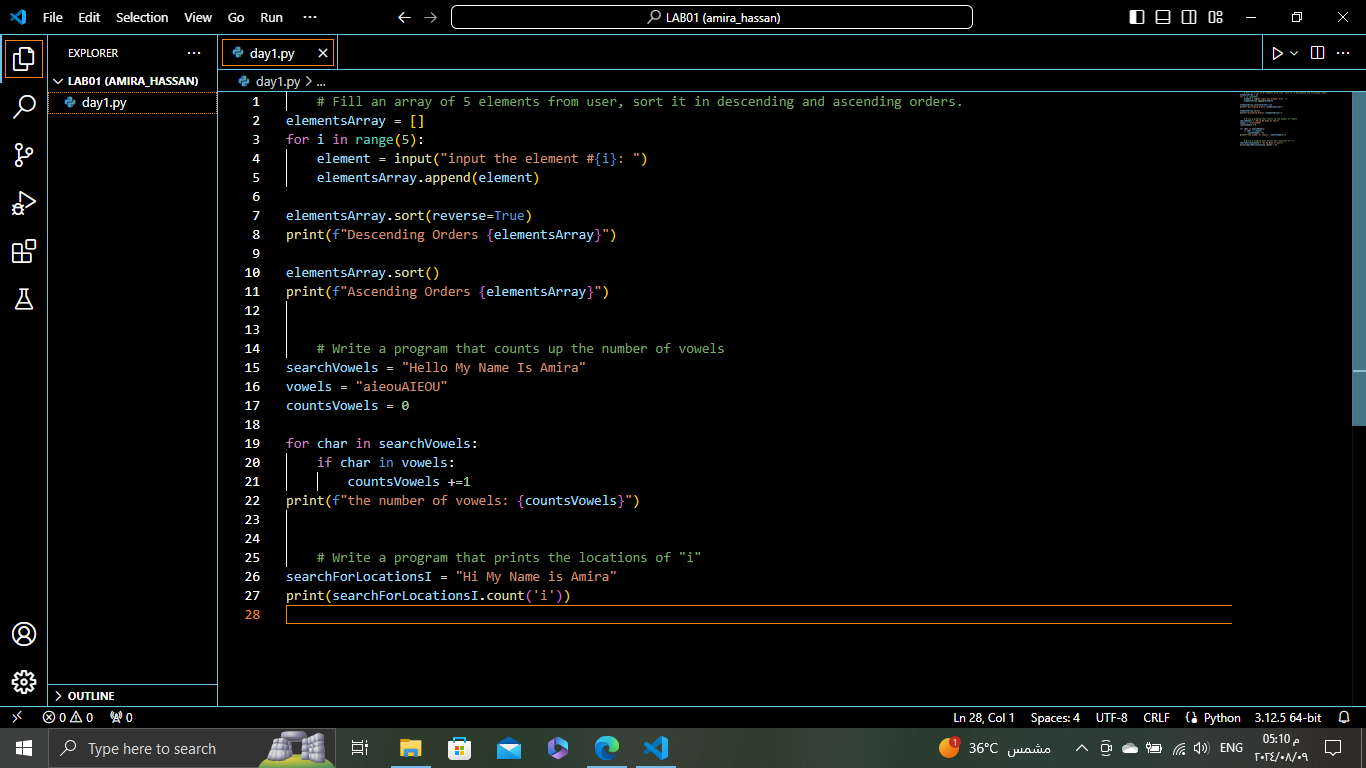 File Edit Selection View Go Run ··· LAB01 (amira_hassan)
EXPLORER ···
LAB01 (AMIRA_HASSAN)
day1.py
day1.py
day1.py > ...
1 # Fill an array of 5 elements from user, sort it in descending and ascending orders.
2 elementsArray = []
3 for i in range(5):
4 element = input("input the element #{i}: ")
5 elementsArray.append(element)
6
7 elementsArray.sort(reverse=True)
8 print(f"Descending Orders {elementsArray}")
9
10 elementsArray.sort()
11 print(f"Ascending Orders {elementsArray}")
12
13
14 # Write a program that counts up the number of vowels
15 searchVowels = "Hello My Name Is Amira"
16 vowels = "aieouAIEOU"
17 countsVowels = 0
18
19 for char in searchVowels:
20 if char in vowels:
21 countsVowels +=1
22 print(f"the number of vowels: {countsVowels}")
23
24
25 # Write a program that prints the locations of "i"
26 searchForLocationsI = "Hi My Name is Amira"
27 print(searchForLocationsI.count('i'))
28
OUTLINE
0 0 0 Ln 28, Col 1 Spaces: 4 UTF-8 CRLF Python 3.12.5 64-bit
Type here to search 1 36°C مشمس ENG 05:10 م
٢٠٢٤/٠٨/٠٩